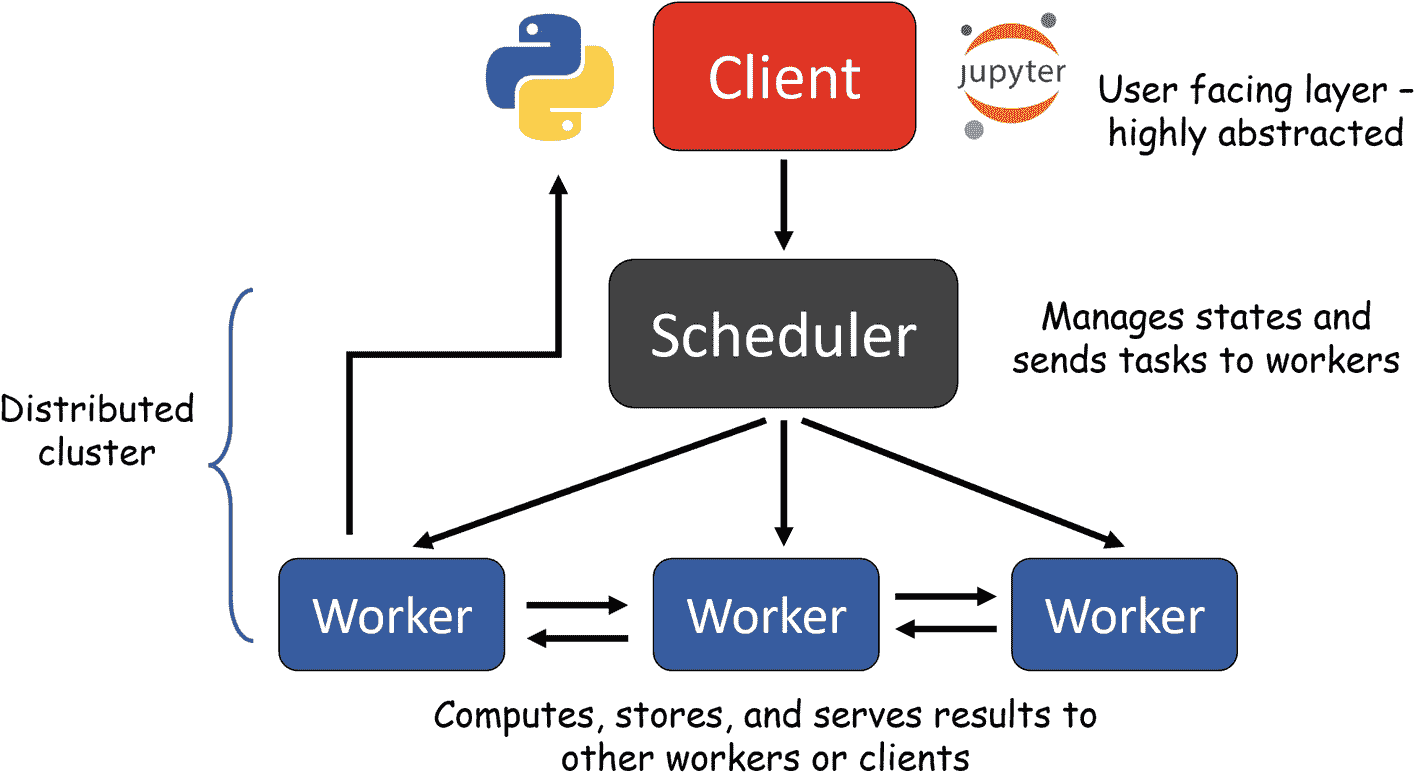 Client
jupyter
User facing layer –
highly abstracted
Scheduler
Manages states and
sends tasks to workers
Distributed
cluster
Worker
Worker
Worker
Computes, stores, and serves results to
other workers or clients